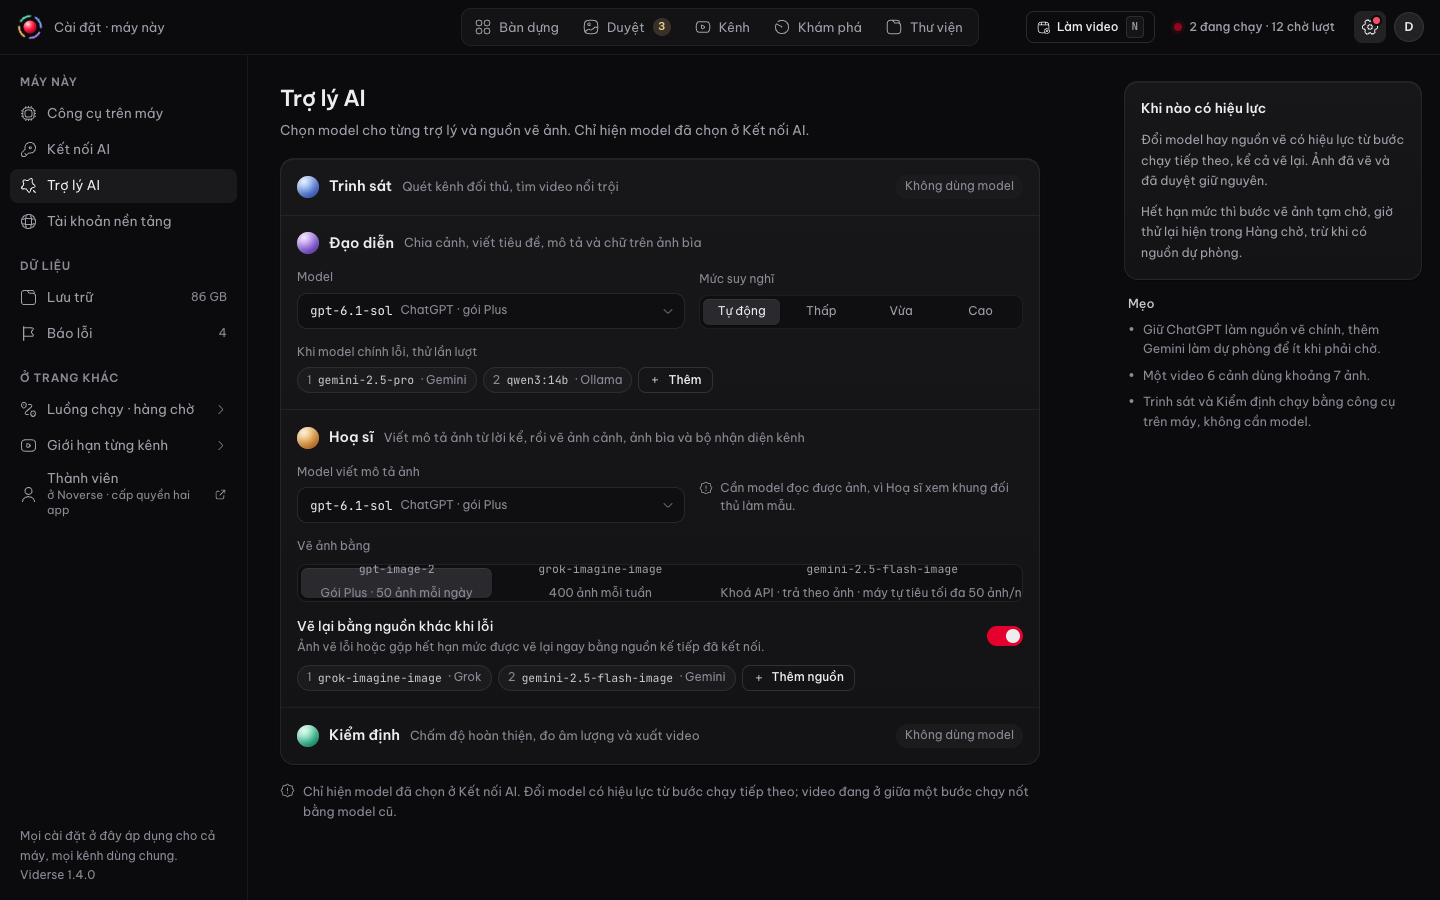 Cài đặt · máy này
Bàn dựng
Duyệt 3
Kênh
Khám phá
Thư viện
Làm video N
2 đang chạy · 12 chờ lượt
D
MÁY NÀY
Công cụ trên máy
Kết nối AI
Trợ lý AI
Tài khoản nền tảng
DỮ LIỆU
Lưu trữ 86 GB
Báo lỗi 4
Ở TRANG KHÁC
Luồng chạy · hàng chờ
Giới hạn từng kênh
Thành viên
ở Noverse · cấp quyền hai
app
Mọi cài đặt ở đây áp dụng cho cả
máy, mọi kênh dùng chung.
Viderse 1.4.0
Trợ lý AI
Chọn model cho từng trợ lý và nguồn vẽ ảnh. Chỉ hiện model đã chọn ở Kết nối AI.
Trinh sát Quét kênh đối thủ, tìm video nổi trội Không dùng model
Đạo diễn Chia cảnh, viết tiêu đề, mô tả và chữ trên ảnh bìa
Model
gpt-6.1-sol ChatGPT · gói Plus
Mức suy nghĩ
Tự động Thấp Vừa Cao
Khi model chính lỗi, thử lần lượt
1 gemini-2.5-pro · Gemini
2 qwen3:14b · Ollama
+ Thêm
Hoạ sĩ Viết mô tả ảnh từ lời kể, rồi vẽ ảnh cảnh, ảnh bìa và bộ nhận diện kênh
Model viết mô tả ảnh
gpt-6.1-sol ChatGPT · gói Plus
Cần model đọc được ảnh, vì Hoạ sĩ xem khung đối
thủ làm mẫu.
Vẽ ảnh bằng
gpt-image-2
Gói Plus · 50 ảnh mỗi ngày
grok-imagine-image
400 ảnh mỗi tuần
gemini-2.5-flash-image
Khoá API · trả theo ảnh · máy tự tiêu tối đa 50 ảnh/n
Vẽ lại bằng nguồn khác khi lỗi
Ảnh vẽ lỗi hoặc gặp hết hạn mức được vẽ lại ngay bằng nguồn kế tiếp đã kết nối.
1 grok-imagine-image · Grok
2 gemini-2.5-flash-image · Gemini
+ Thêm nguồn
Kiểm định Chấm độ hoàn thiện, đo âm lượng và xuất video Không dùng model
Chỉ hiện model đã chọn ở Kết nối AI. Đổi model có hiệu lực từ bước chạy tiếp theo; video đang ở giữa một bước chạy nốt
bằng model cũ.
Khi nào có hiệu lực
Đổi model hay nguồn vẽ có hiệu lực từ bước
chạy tiếp theo, kể cả vẽ lại. Ảnh đã vẽ và
đã duyệt giữ nguyên.
Hết hạn mức thì bước vẽ ảnh tạm chờ, giờ
thử lại hiện trong Hàng chờ, trừ khi có
nguồn dự phòng.
Mẹo
• Giữ ChatGPT làm nguồn vẽ chính, thêm
Gemini làm dự phòng để ít khi phải chờ.
• Một video 6 cảnh dùng khoảng 7 ảnh.
• Trinh sát và Kiểm định chạy bằng công cụ
trên máy, không cần model.